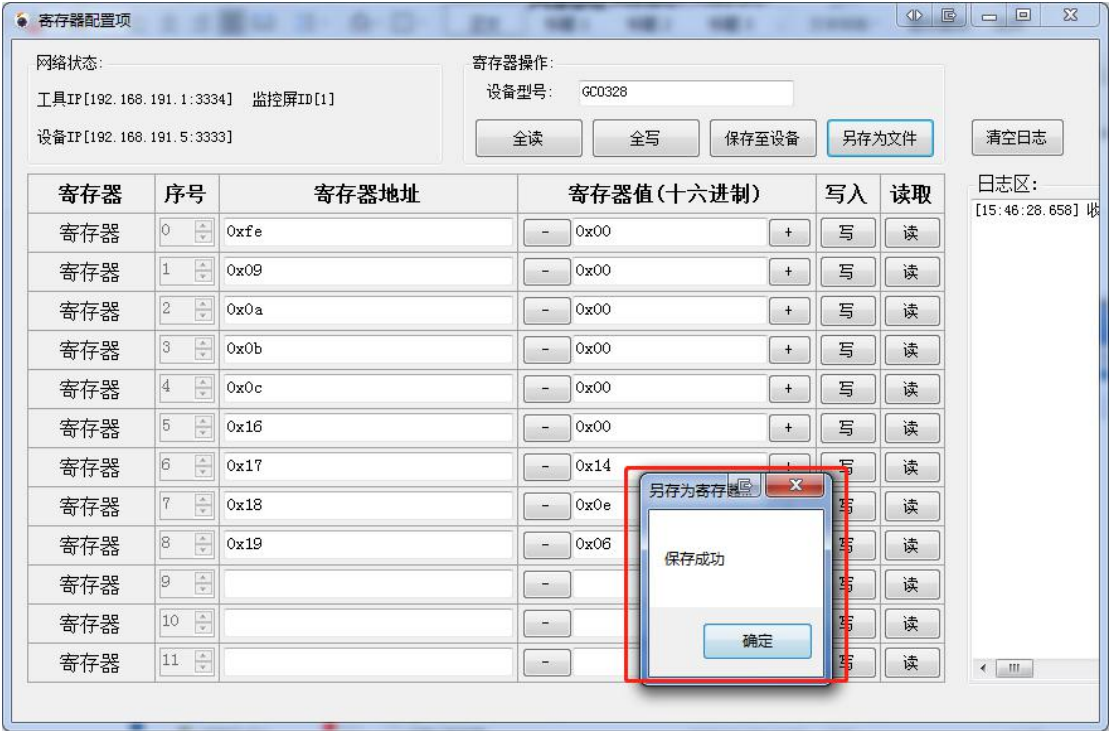 寄存器配置项
网络状态:
工具IP[192.168.191.1:3334] 监控屏ID[1]
设备IP[192.168.191.5:3333]
寄存器操作:
设备型号: GC0328
全读 全写 保存至设备 另存为文件 清空日志
寄存器 序号 寄存器地址 寄存器值(十六进制) 写入 读取
寄存器 0 0xfe - 0x00 + 写 读
寄存器 1 0x09 - 0x00 + 写 读
寄存器 2 0x0a - 0x00 + 写 读
寄存器 3 0x0b - 0x00 + 写 读
寄存器 4 0x0c - 0x00 + 写 读
寄存器 5 0x16 - 0x00 + 写 读
寄存器 6 0x17 - 0x14 + 写 读
寄存器 7 0x18 - 0x0e 写 读
寄存器 8 0x19 - 0x06 写 读
寄存器 9 - 写 读
寄存器 10 - 写 读
寄存器 11 - 写 读
日志区:
[15:46:28.658] 收
另存为寄存器
保存成功
确定